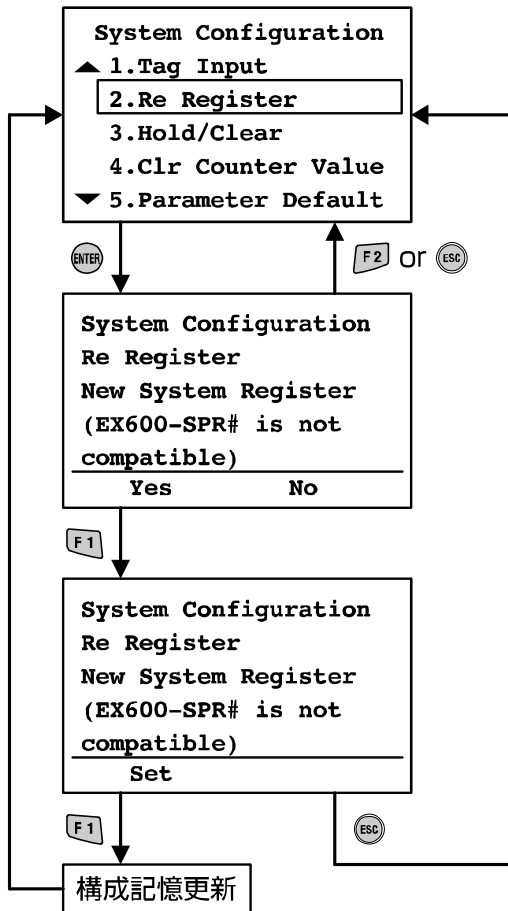 System Configuration
1.Tag Input
2.Re Register
3.Hold/Clear
4.Clr Counter Value
5.Parameter Default
ENTER
F2 or ESC
System Configuration
Re Register
New System Register
(EX600-SPR# is not
compatible)
Yes No
F1
System Configuration
Re Register
New System Register
(EX600-SPR# is not
compatible)
Set
F1
ESC
構成記憶更新